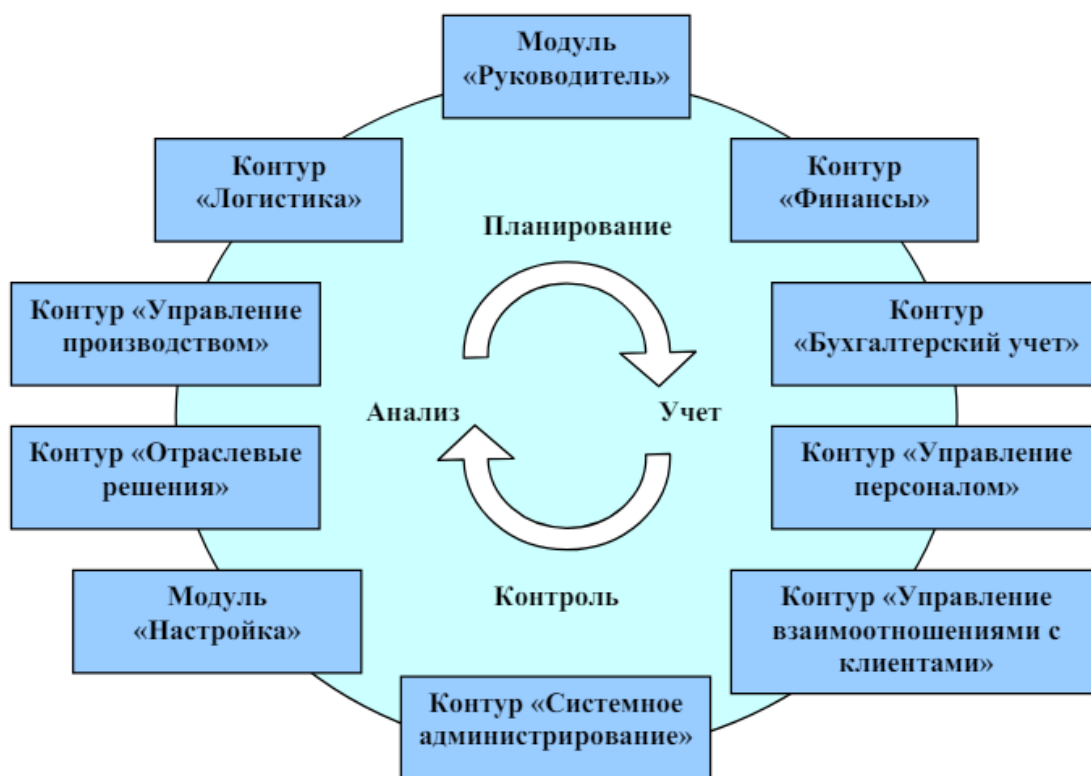 Модуль
«Руководитель»
Контур
«Логистика»
Контур
«Финансы»
Планирование
Контур «Управление
производством»
Контур
«Бухгалтерский учет»
Анализ
Учет
Контур «Отраслевые
решения»
Контур «Управление
персоналом»
Модуль
«Настройка»
Контроль
Контур «Управление
взаимоотношениями с
клиентами»
Контур «Системное
администрирование»